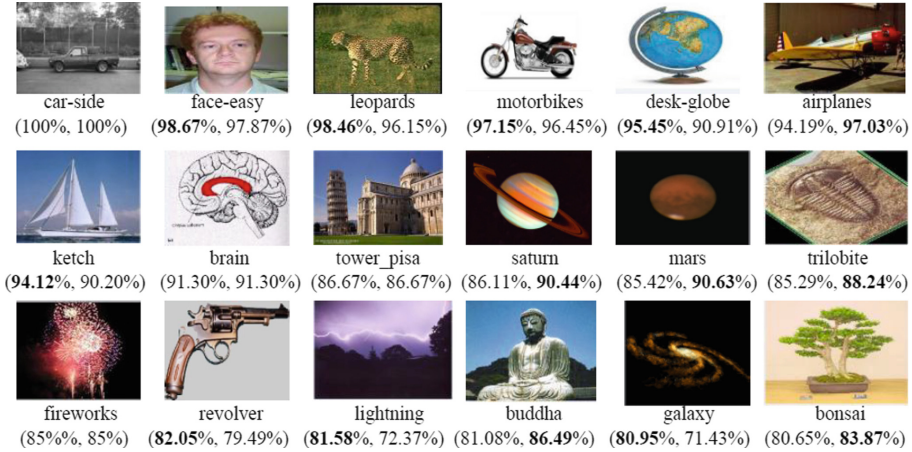 car-side face-easy leopards motorbikes desk-globe airplanes
(100%, 100%) (98.67%, 97.87%) (98.46%, 96.15%) (97.15%, 96.45%) (95.45%, 90.91%) (94.19%, 97.03%)
ketch brain tower_pisa saturn mars trilobite
(94.12%, 90.20%) (91.30%, 91.30%) (86.67%, 86.67%) (86.11%, 90.44%) (85.42%, 90.63%) (85.29%, 88.24%)
fireworks revolver lightning buddha galaxy bonsai
(85%%, 85%) (82.05%, 79.49%) (81.58%, 72.37%) (81.08%, 86.49%) (80.95%, 71.43%) (80.65%, 83.87%)